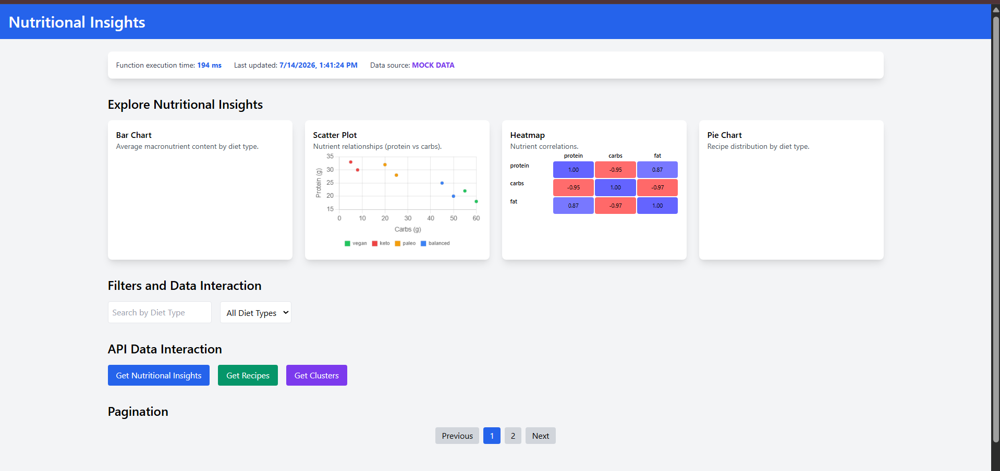 Nutritional Insights
Function execution time: 194 ms Last updated: 7/14/2026, 1:41:24 PM Data source: MOCK DATA
Explore Nutritional Insights
Bar Chart
Average macronutrient content by diet type.
Scatter Plot
Nutrient relationships (protein vs carbs).
35
30
25
20
15
Protein (g)
0 10 20 30 40 50 60
Carbs (g)
vegan keto paleo balanced
Heatmap
Nutrient correlations.
protein carbs fat
protein 1.00 -0.95 0.87
carbs -0.95 1.00 -0.97
fat 0.87 -0.97 1.00
Pie Chart
Recipe distribution by diet type.
Filters and Data Interaction
Search by Diet Type All Diet Types
API Data Interaction
Get Nutritional Insights Get Recipes Get Clusters
Pagination
Previous 1 2 Next